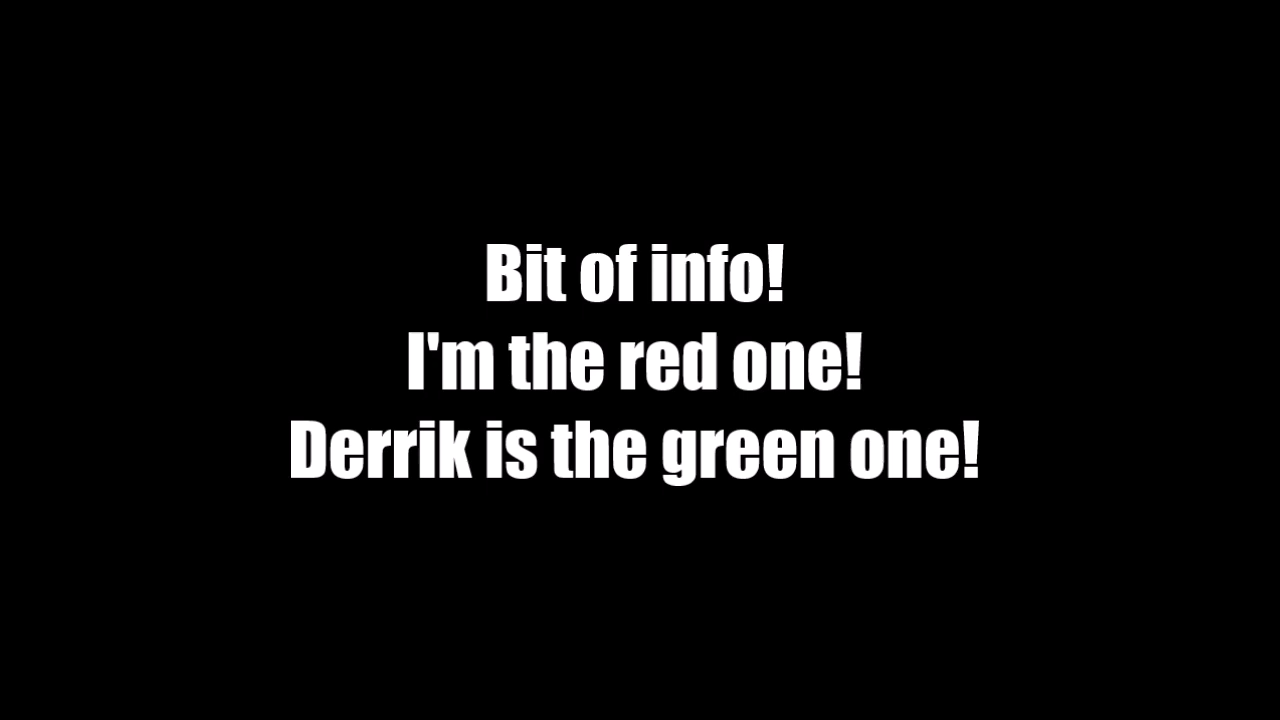 Bit of info!
I'm the red one!
Derrik is the green one!